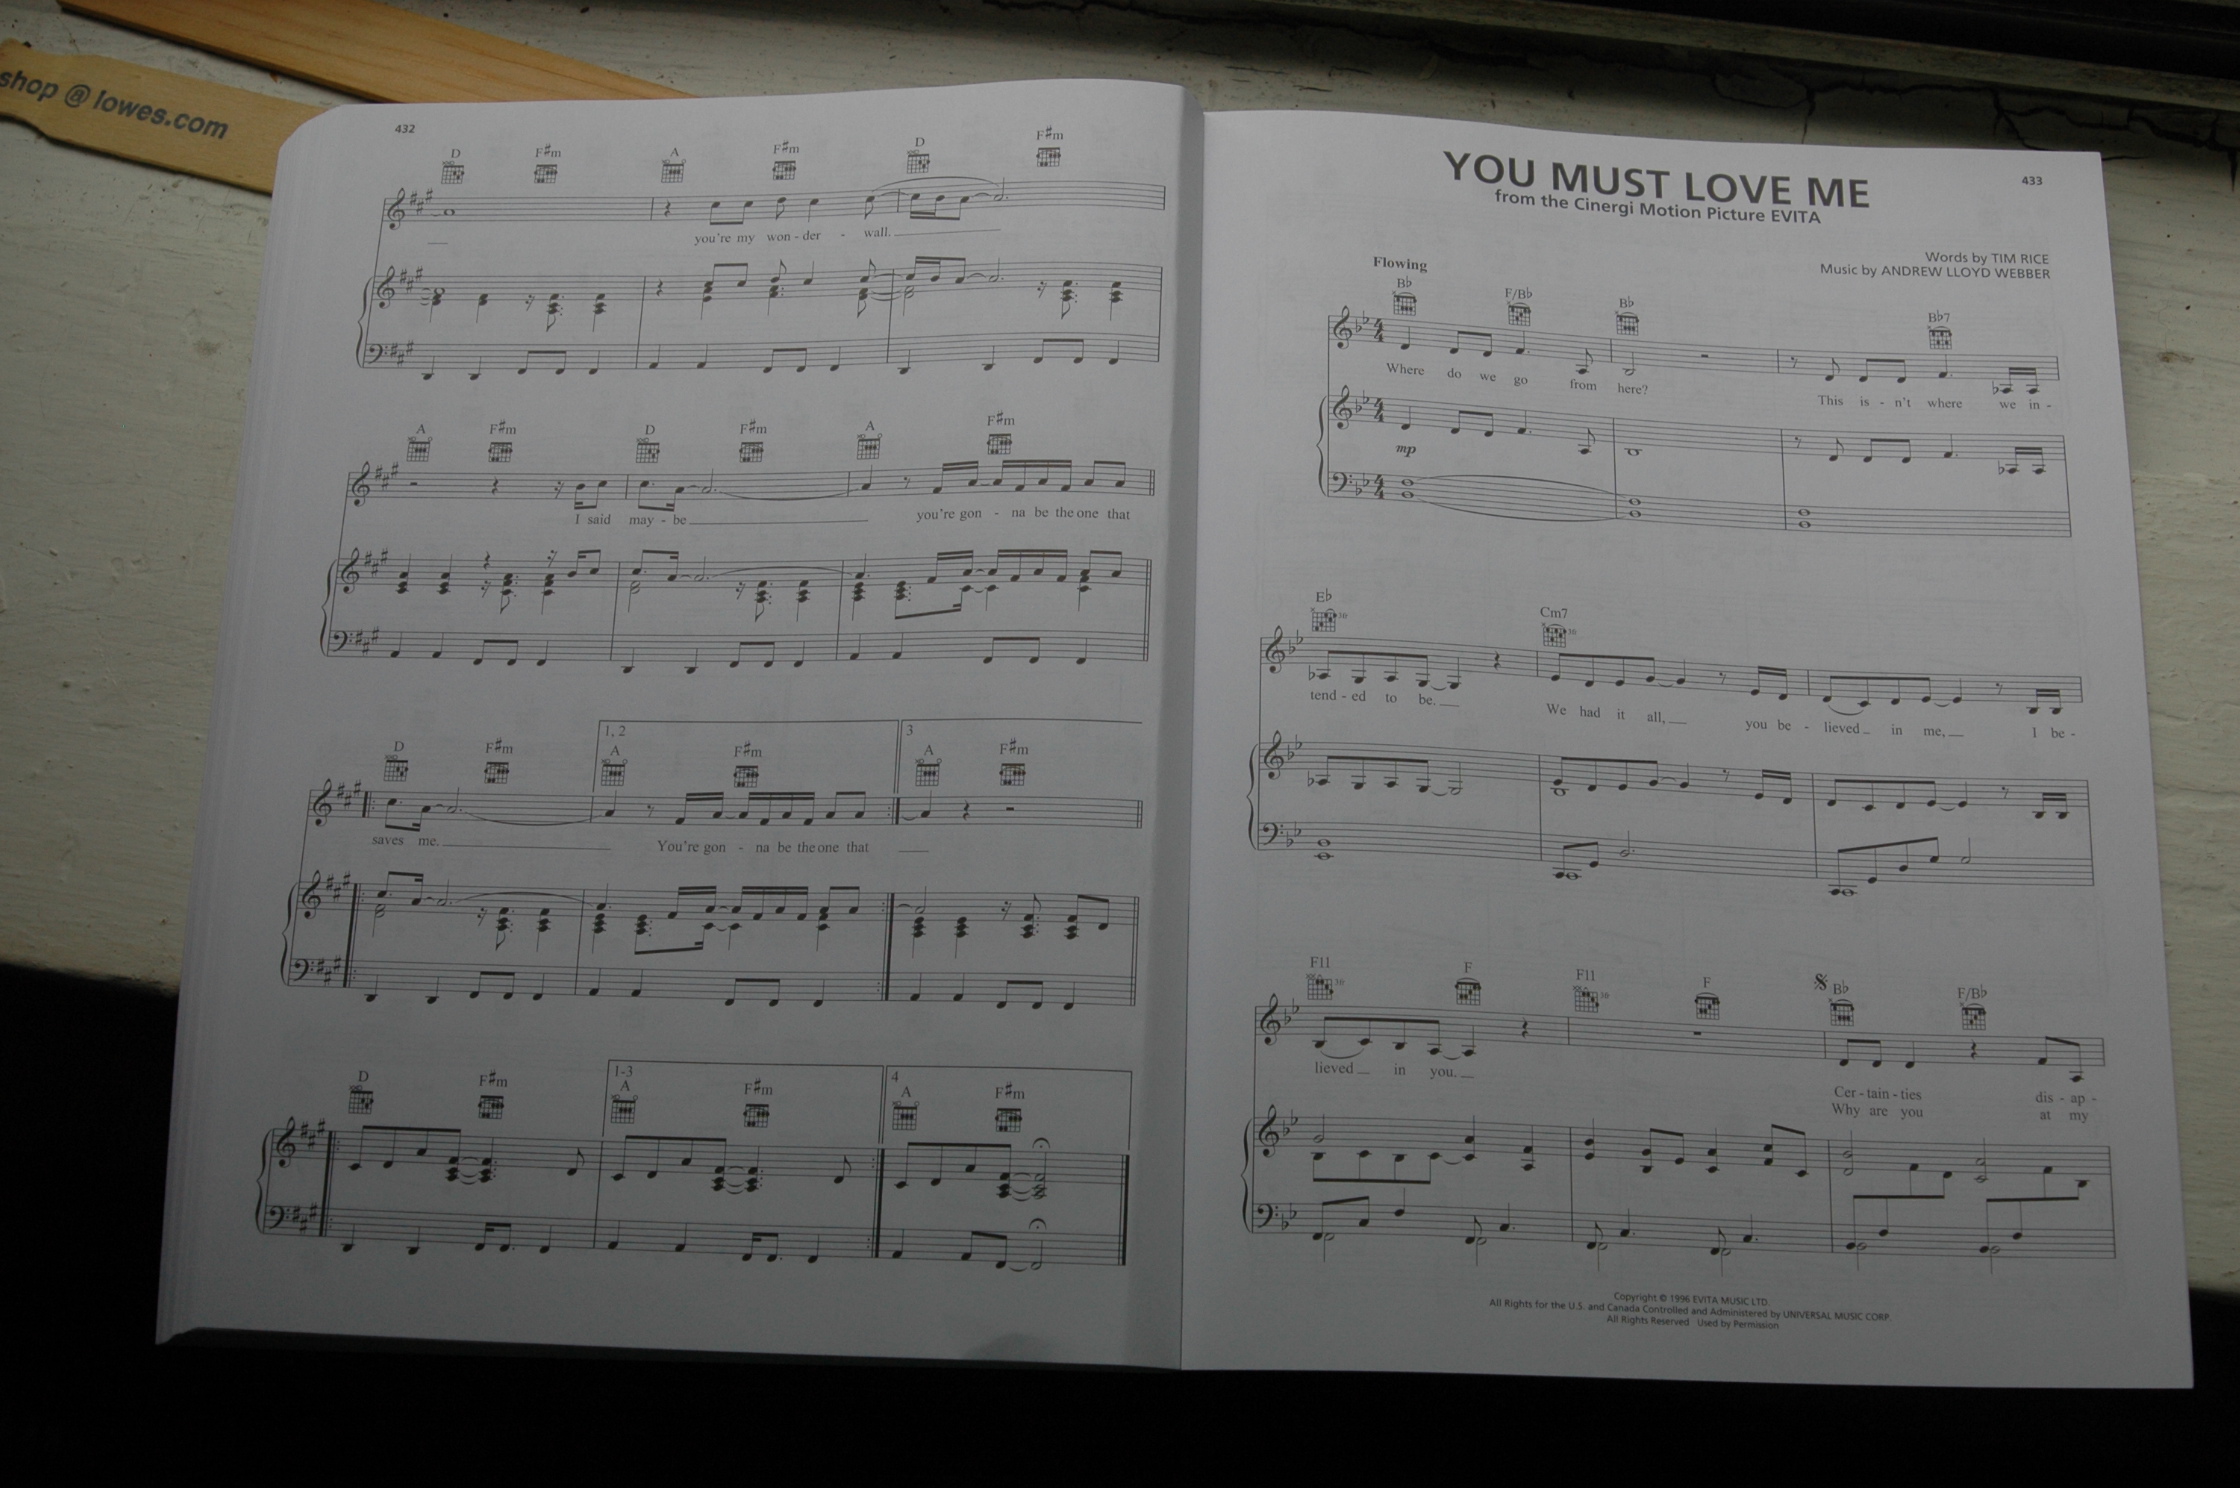 shop @ lowes.com
432
D F#m A F#m D F#m
you're my won - der - wall.
A F#m D F#m A F#m
I said may - be you're gon - na be the one that
1, 2 3
D F#m A F#m A F#m
saves me. You're gon - na be the one that
1-3 4
D F#m A F#m A F#m
YOU MUST LOVE ME
433
from the Cinergi Motion Picture EVITA
Words by TIM RICE
Music by ANDREW LLOYD WEBBER
Flowing
B♭ F/B♭ B♭ B♭7
4/4
Where do we go from here? This is - n't where we in -
mp
E♭ Cm7
tend - ed to be. We had it all, you be - lieved in me, I be -
F11 F F11 F B♭ F/B♭
lieved in you. Cer - tain - ties dis - ap -
Why are you at my
Copyright © 1996 EVITA MUSIC LTD.
All Rights for the U.S. and Canada Controlled and Administered by UNIVERSAL MUSIC CORP.
All Rights Reserved Used by Permission